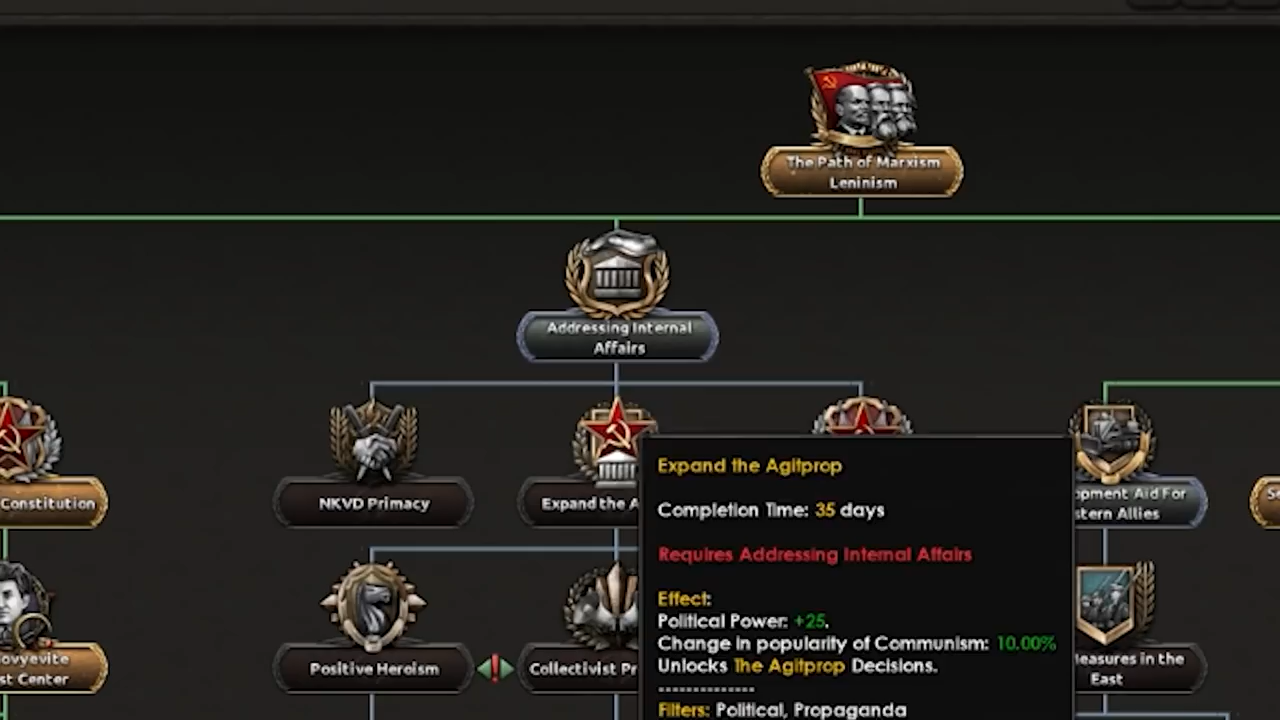 The Path of Marxism
Leninism
Addressing Internal
Affairs
Constitution
NKVD Primacy
Expand the A
Expand the Agitprop
Completion Time: 35 days
Requires Addressing Internal Affairs
Effect:
Political Power: +25.
Change in popularity of Communism: 10.00%
Unlocks The Agitprop Decisions.
--------------
Filters: Political, Propaganda
opment Aid For
stern Allies
ovyevite
st Center
Positive Heroism
Collectivist Pr
Measures in the
East